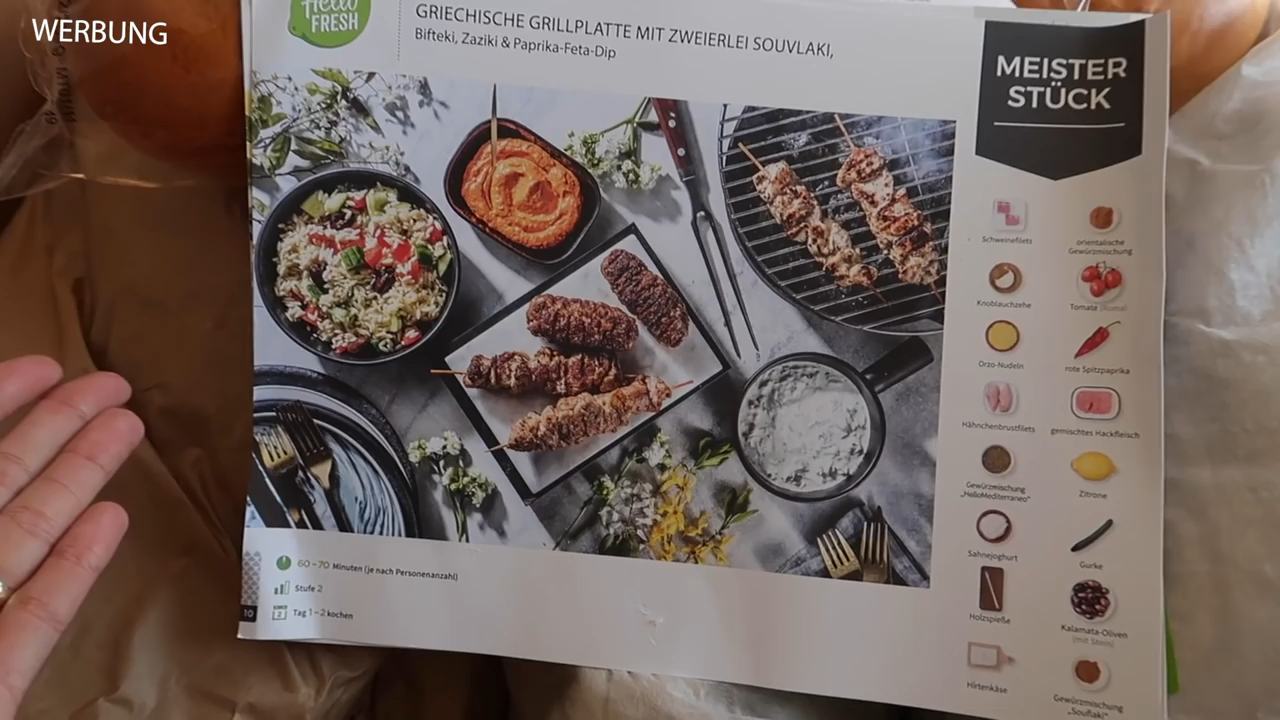 WERBUNG
Hello
FRESH
GRIECHISCHE GRILLPLATTE MIT ZWEIERLEI SOUVLAKI,
Bifteki, Zaziki & Paprika-Feta-Dip
MEISTER
STÜCK
Schweinefilets
orientalische
Gewürzmischung
Knoblauchzehe
Tomate (Roma)
Orzo-Nudeln
rote Spitzpaprika
Hähnchenbrustfilets
gemischtes Hackfleisch
Gewürzmischung
„HelloMediterraneo“
Zitrone
Sahnejoghurt
Gurke
Holzspieße
Kalamata-Oliven
(mit Stein)
Hirtenkäse
Gewürzmischung
„Souflaki“
60 – 70 Minuten (je nach Personenanzahl)
Stufe 2
2
Tag 1 – 2 kochen
10